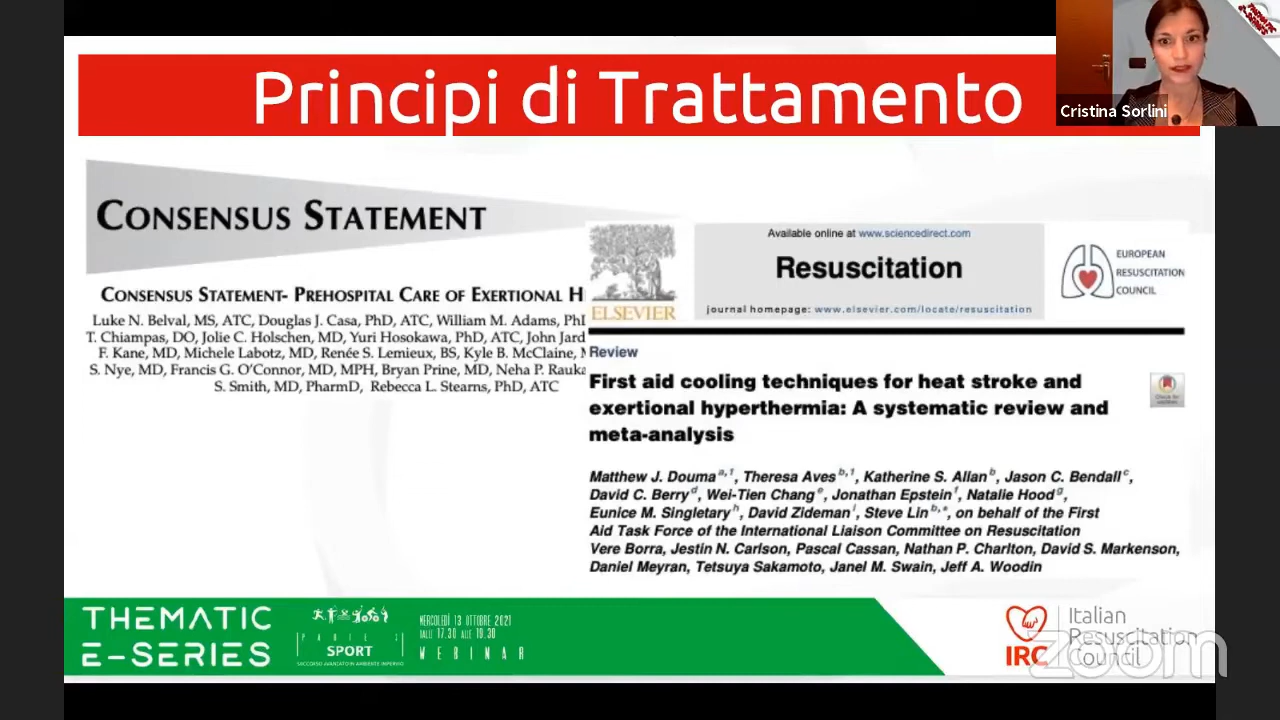 Principi di Trattamento
Cristina Sorlini
CONSENSUS STATEMENT
CONSENSUS STATEMENT- PREHOSPITAL CARE OF EXERTIONAL H
Luke N. Belval, MS, ATC, Douglas J. Casa, PhD, ATC, William M. Adams, PhD
T. Chiampas, DO, Jolie C. Holschen, MD, Yuri Hosokawa, PhD, ATC, John Jard
F. Kane, MD, Michele Labotz, MD, Renée S. Lemieux, BS, Kyle B. McClaine,
S. Nye, MD, Francis G. O'Connor, MD, MPH, Bryan Prine, MD, Neha P. Rauka
S. Smith, MD, PharmD, Rebecca L. Stearns, PhD, ATC
ELSEVIER
Available online at www.sciencedirect.com
Resuscitation
journal homepage: www.elsevier.com/locate/resuscitation
EUROPEAN
RESUSCITATION
COUNCIL
Review
First aid cooling techniques for heat stroke and
exertional hyperthermia: A systematic review and
meta-analysis
Check for
updates
Matthew J. Douma a,1, Theresa Aves b,1, Katherine S. Allan b, Jason C. Bendall c,
David C. Berry d, Wei-Tien Chang e, Jonathan Epstein f, Natalie Hood g,
Eunice M. Singletary h, David Zideman i, Steve Lin b,*, on behalf of the First
Aid Task Force of the International Liaison Committee on Resuscitation
Vere Borra, Jestin N. Carlson, Pascal Cassan, Nathan P. Charlton, David S. Markenson,
Daniel Meyran, Tetsuya Sakamoto, Janel M. Swain, Jeff A. Woodin
THEMATIC
E-SERIES
SPORT
SOCCORSO AVANZATO IN AMBIENTE IMPERVIO
MERCOLEDÌ 13 OTTOBRE 2021
DALLE 17.30 ALLE 19.30
WEBINAR
IRC
Italian
Resuscitation
Council
zoom